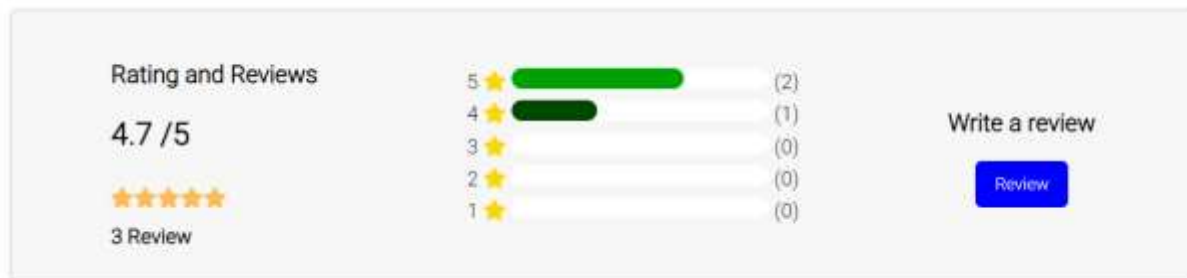 Rating and Reviews
4.7 /5
3 Review
5 (2)
4 (1)
3 (0)
2 (0)
1 (0)
Write a review
Review